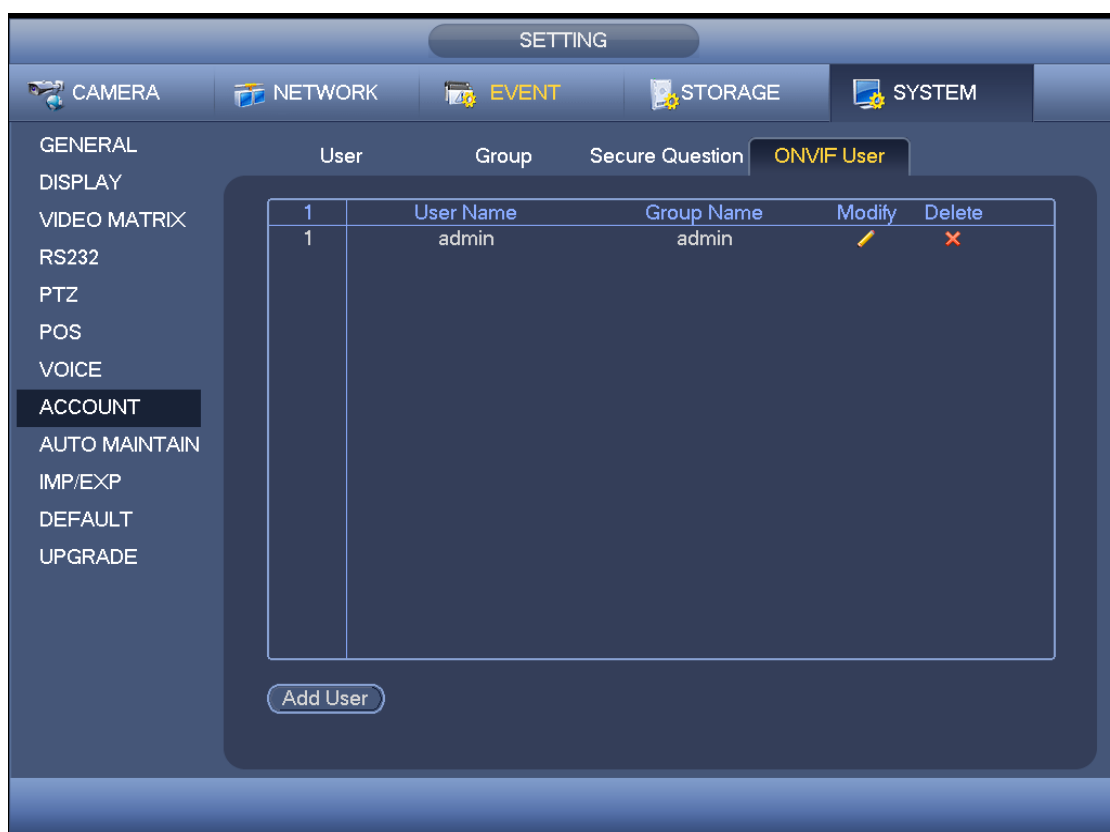 SETTING
CAMERA NETWORK EVENT STORAGE SYSTEM
GENERAL
DISPLAY
VIDEO MATRIX
RS232
PTZ
POS
VOICE
ACCOUNT
AUTO MAINTAIN
IMP/EXP
DEFAULT
UPGRADE
User Group Secure Question ONVIF User
1 User Name Group Name Modify Delete
1 admin admin
Add User